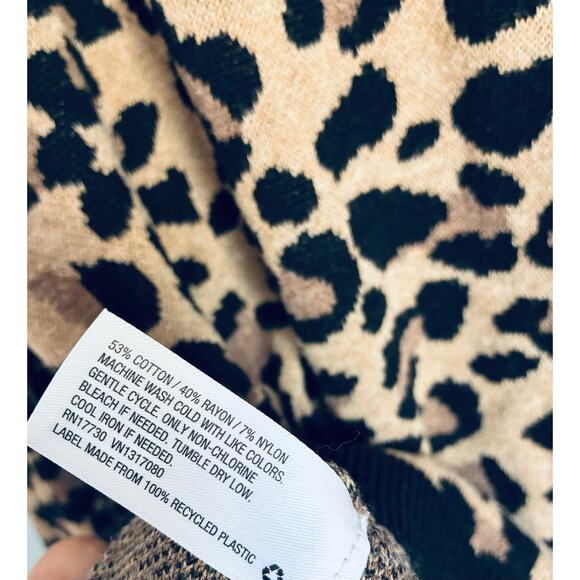 53% COTTON / 40% RAYON / 7% NYLON
MACHINE WASH COLD WITH LIKE COLORS.
GENTLE CYCLE. ONLY NON-CHLORINE
BLEACH IF NEEDED. TUMBLE DRY LOW.
COOL IRON IF NEEDED.
RN17730 VN1317080
LABEL MADE FROM 100% RECYCLED PLASTIC